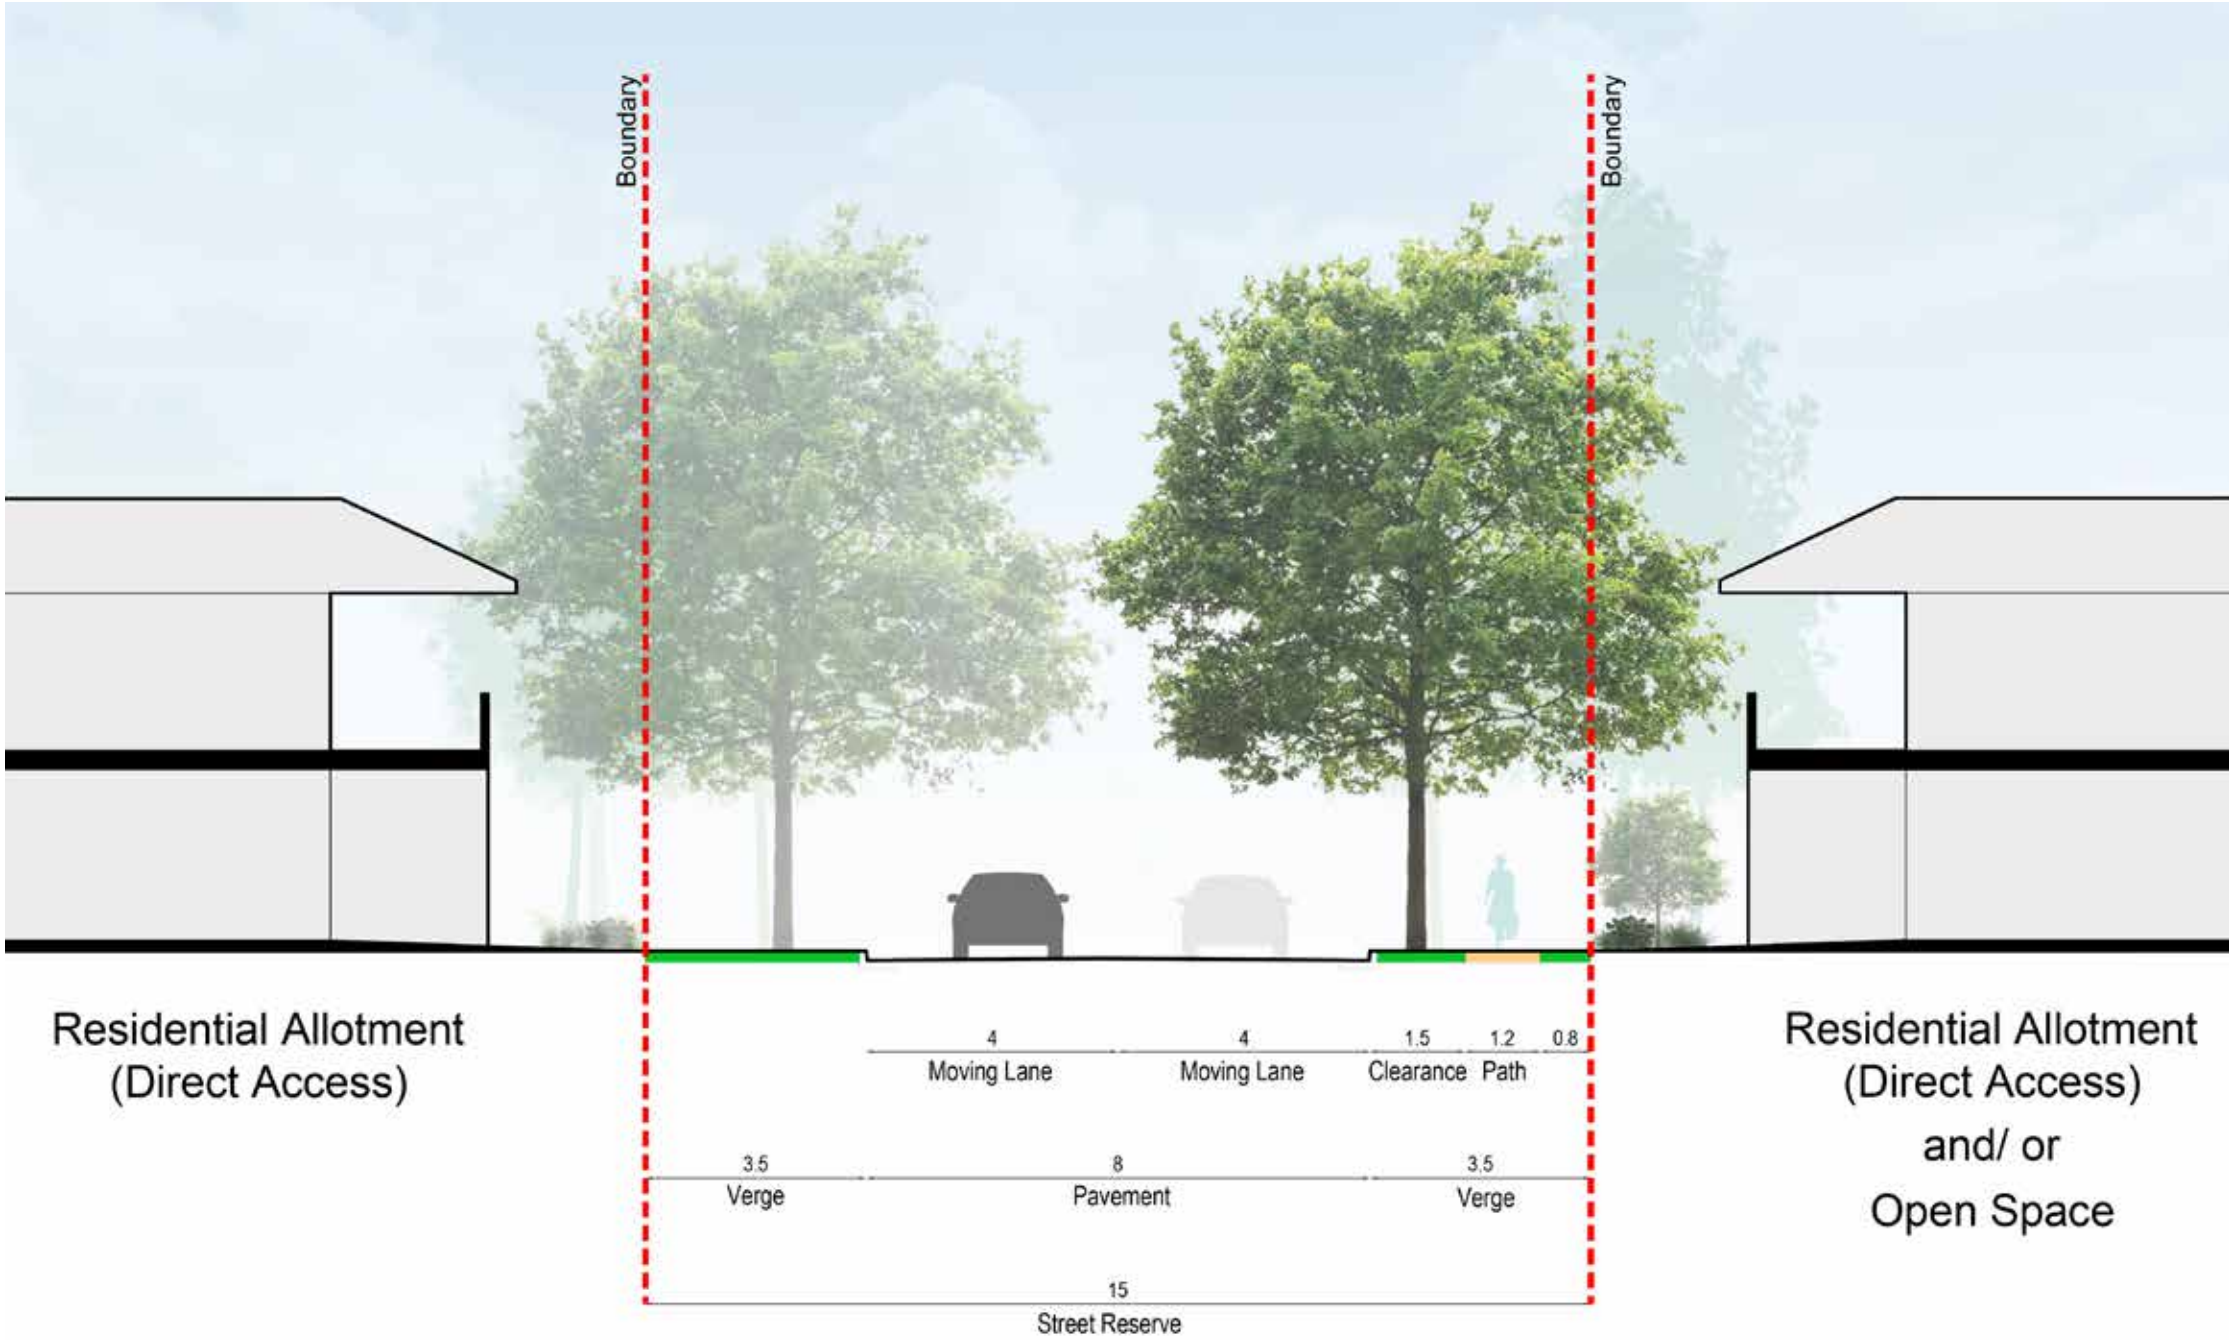 Boundary
Boundary
Residential Allotment
(Direct Access)
4
Moving Lane
4
Moving Lane
1.5
Clearance
1.2
Path
0.8
3.5
Verge
8
Pavement
3.5
Verge
15
Street Reserve
Residential Allotment
(Direct Access)
and/ or
Open Space